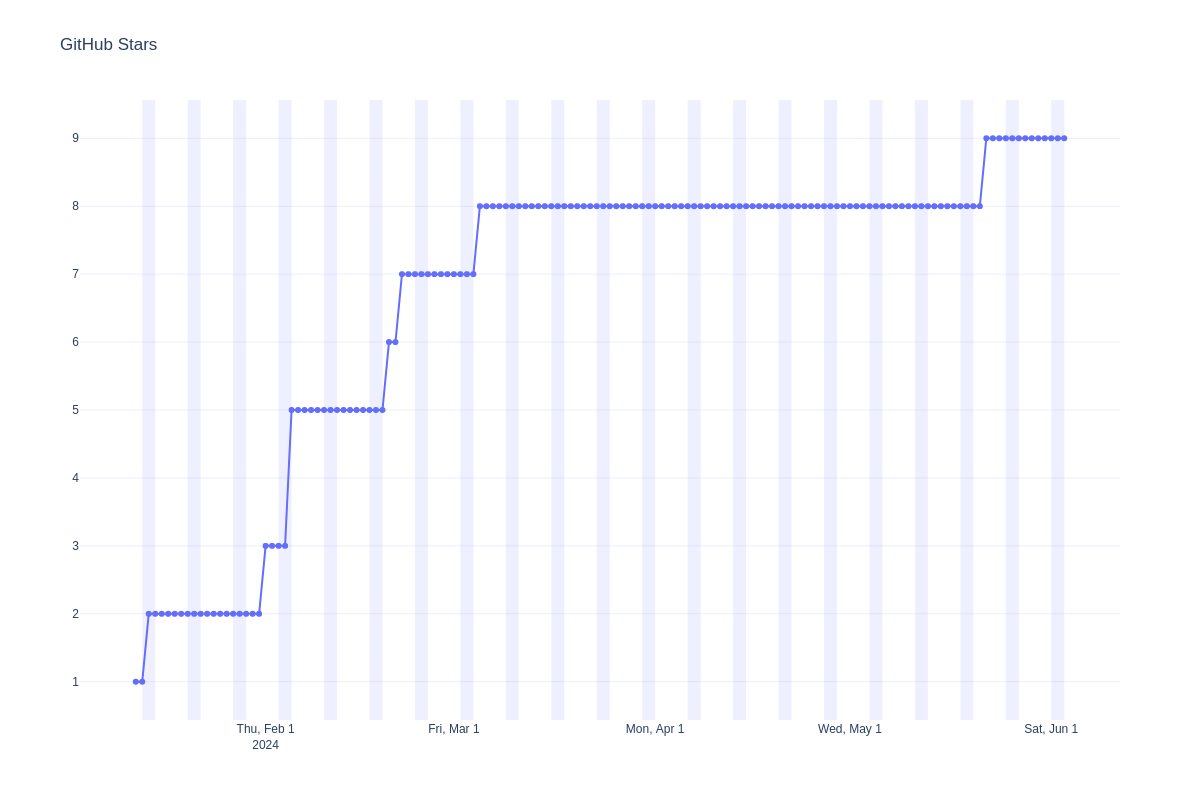 GitHub Stars
9
8
7
6
5
4
3
2
1
Thu, Feb 1
2024
Fri, Mar 1
Mon, Apr 1
Wed, May 1
Sat, Jun 1